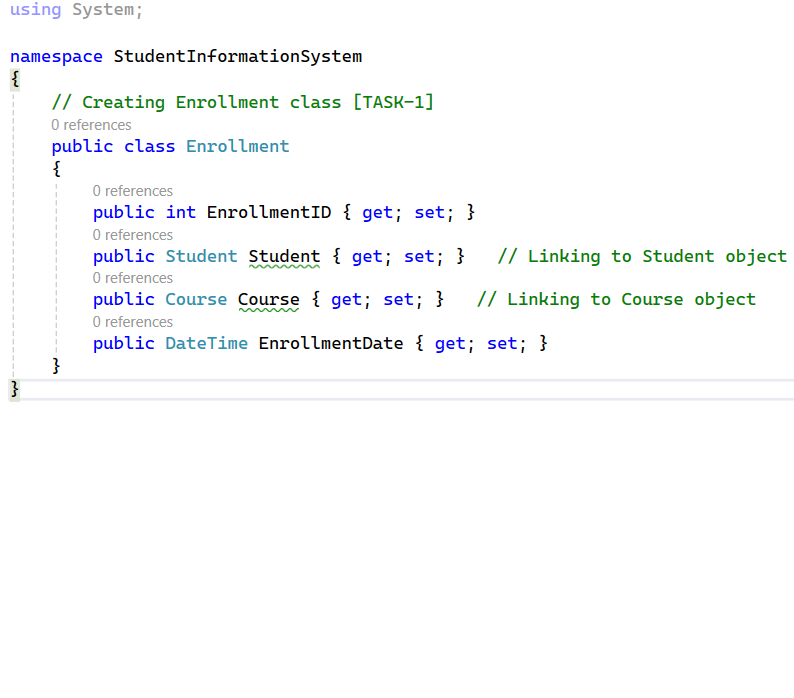 using System;
namespace StudentInformationSystem
{
// Creating Enrollment class [TASK-1]
0 references
public class Enrollment
{
0 references
public int EnrollmentID { get; set; }
0 references
public Student Student { get; set; }   // Linking to Student object
0 references
public Course Course { get; set; }   // Linking to Course object
0 references
public DateTime EnrollmentDate { get; set; }
}
}